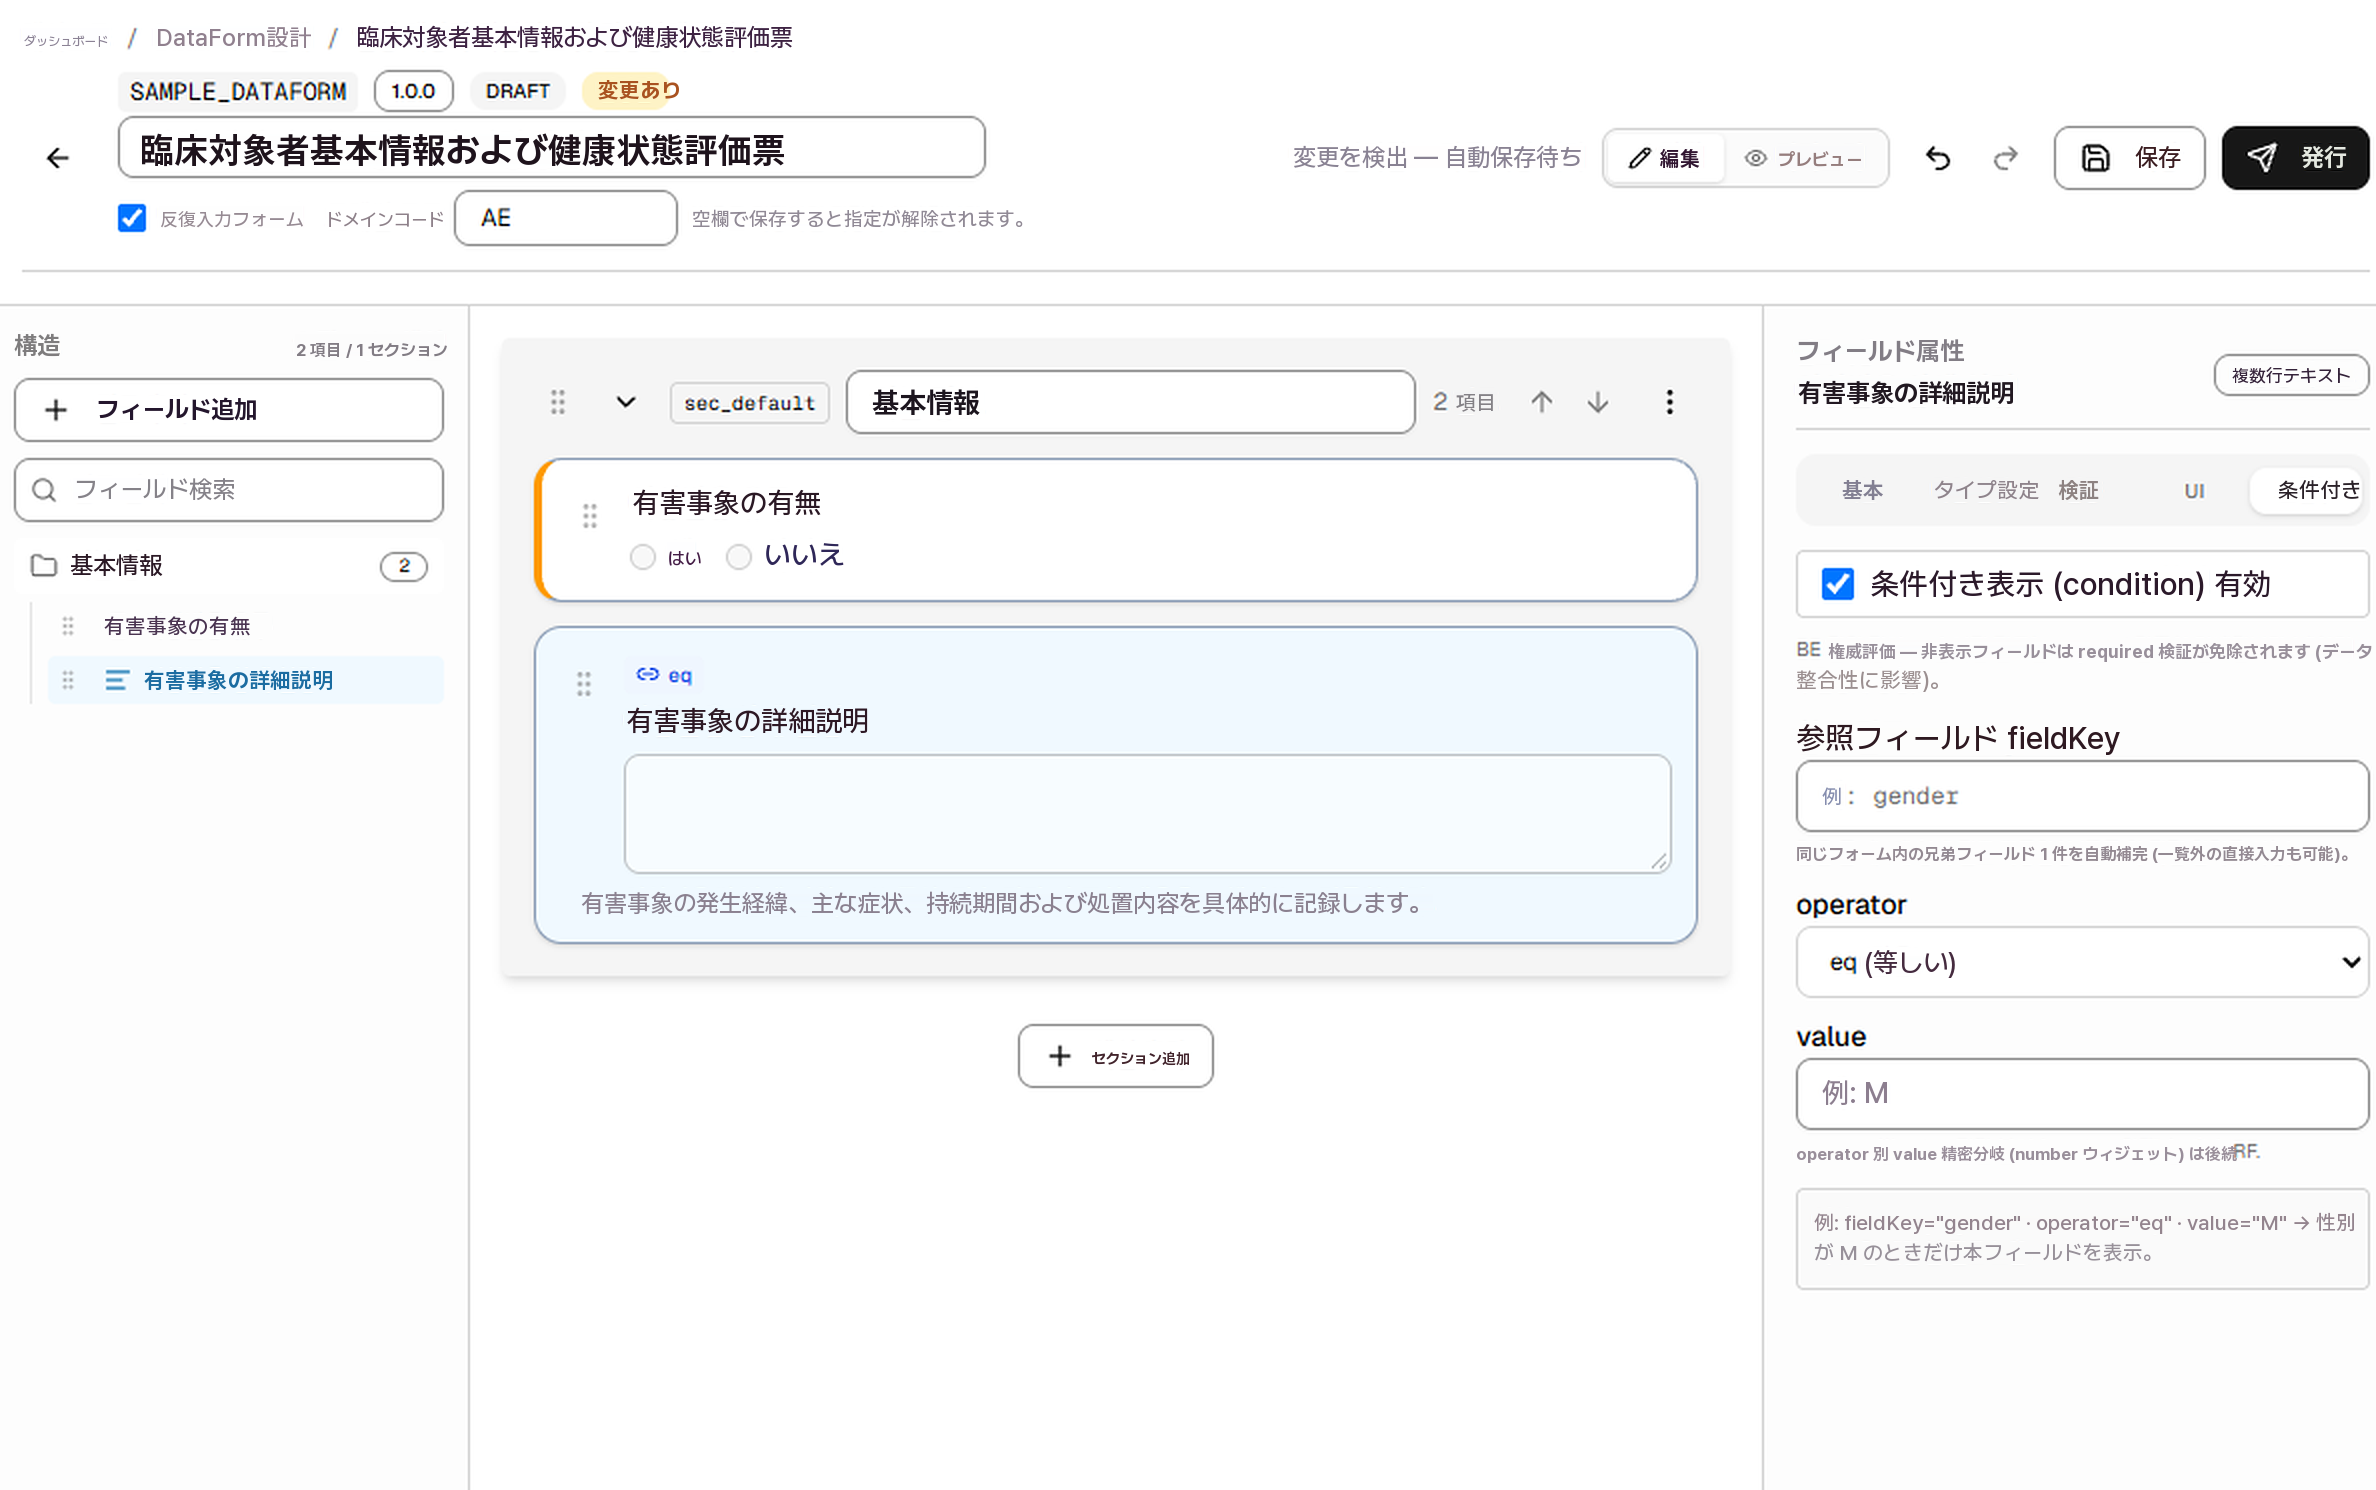 ダッシュボード / DataForm設計 / 臨床対象者基本情報および健康状態評価票
SAMPLE_DATAFORM 1.0.0 DRAFT 変更あり
臨床対象者基本情報および健康状態評価票
変更を検出 — 自動保存待ち 編集 プレビュー 保存 発行
反復入力フォーム ドメインコード AE 空欄で保存すると指定が解除されます。
構造 2 項目 / 1 セクション
フィールド追加
フィールド検索
基本情報 2
有害事象の有無
有害事象の詳細説明
sec_default 基本情報 2 項目
有害事象の有無
はい いいえ
eq
有害事象の詳細説明
有害事象の発生経緯、主な症状、持続期間および処置内容を具体的に記録します。
セクション追加
フィールド属性
有害事象の詳細説明 複数行テキスト
基本 タイプ設定 検証 UI 条件付き
条件付き表示 (condition) 有効
BE 権威評価 — 非表示フィールドは required 検証が免除されます (データ
整合性に影響)。
参照フィールド fieldKey
例: gender
同じフォーム内の兄弟フィールド 1 件を自動補完 (一覧外の直接入力も可能)。
operator
eq (等しい)
value
例: M
operator 別 value 精密分岐 (number ウィジェット) は後続RF.
例: fieldKey="gender" · operator="eq" · value="M" → 性別
が M のときだけ本フィールドを表示。